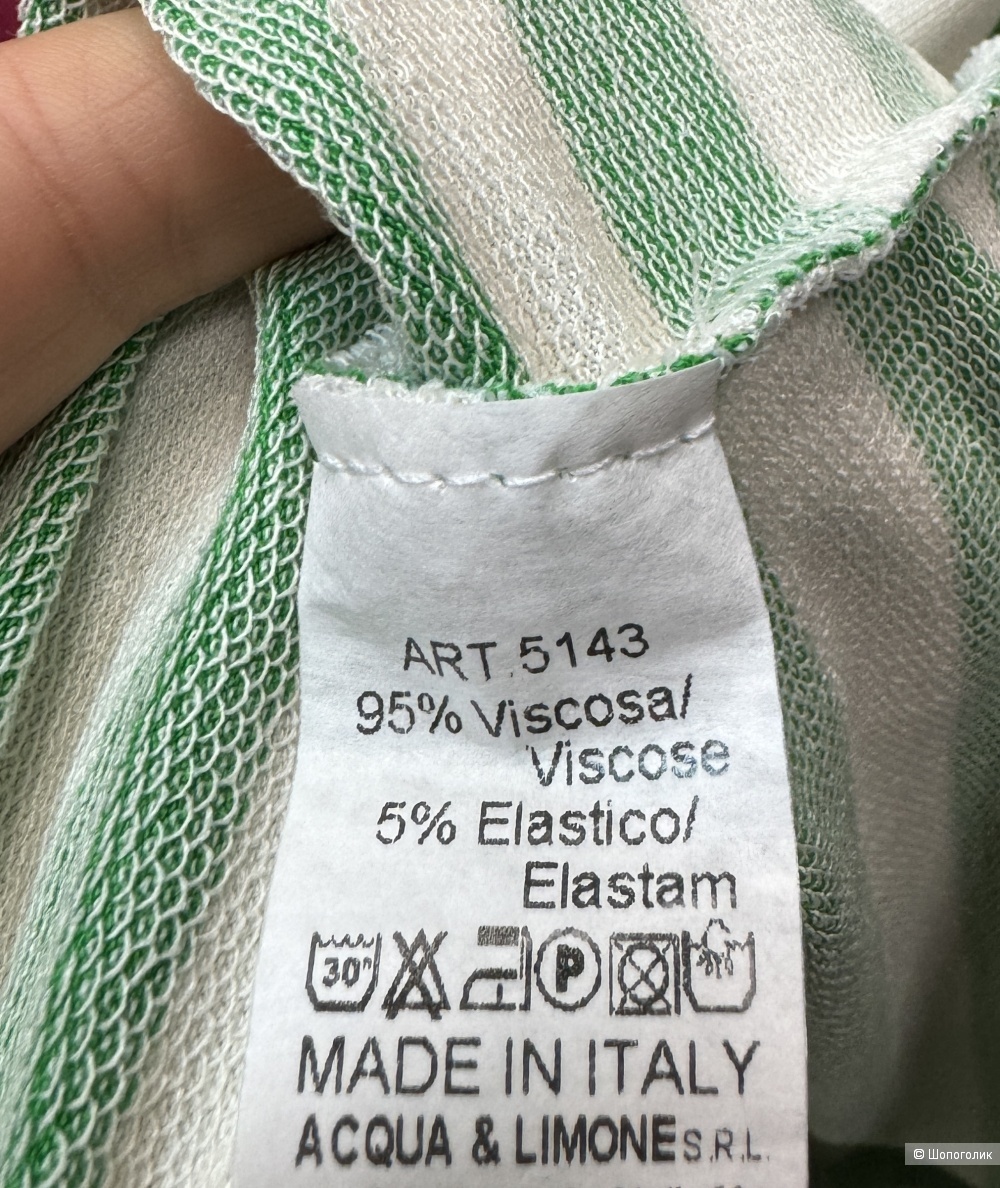 ART. 5143
95% Viscosa/
Viscose
5% Elastico/
Elastam
30°
P
MADE IN ITALY
ACQUA & LIMONE S.R.L.
© Шопоголик